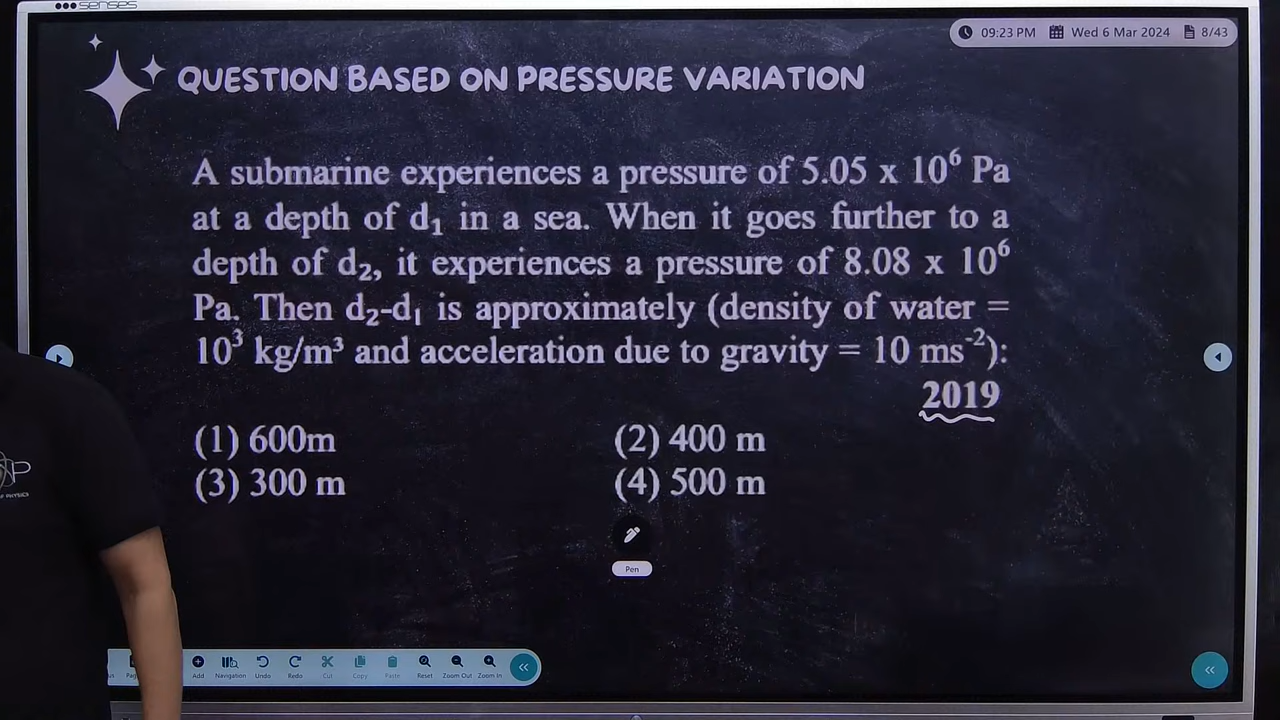 senses
09:23 PM Wed 6 Mar 2024 8/43
QUESTION BASED ON PRESSURE VARIATION
A submarine experiences a pressure of 5.05 x 10⁶ Pa
at a depth of d₁ in a sea. When it goes further to a
depth of d₂, it experiences a pressure of 8.08 x 10⁶
Pa. Then d₂-d₁ is approximately (density of water =
10³ kg/m³ and acceleration due to gravity = 10 ms⁻²):
2019
(1) 600m (2) 400 m
(3) 300 m (4) 500 m
Pen
Add Navigation Undo Redo Cut Copy Paste Reset Zoom Out Zoom In